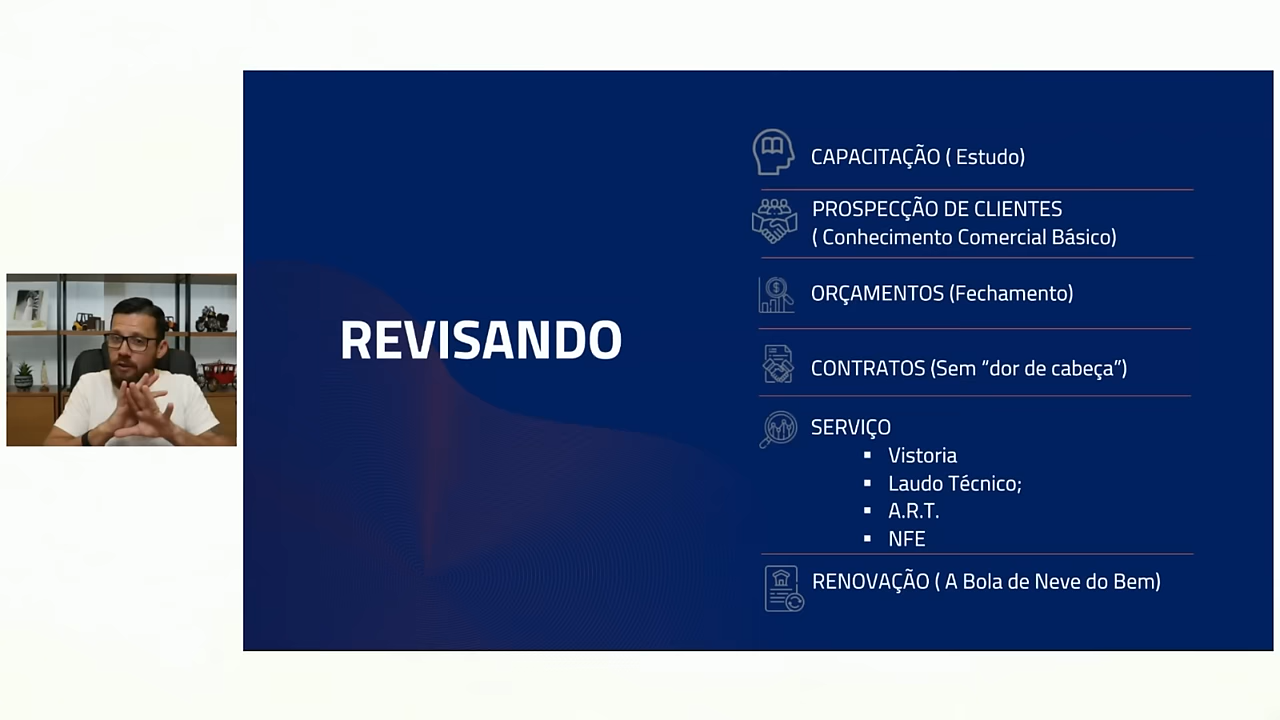 REVISANDO
CAPACITAÇÃO ( Estudo)
PROSPECÇÃO DE CLIENTES
( Conhecimento Comercial Básico)
ORÇAMENTOS (Fechamento)
CONTRATOS (Sem “dor de cabeça”)
SERVIÇO
▪ Vistoria
▪ Laudo Técnico;
▪ A.R.T.
▪ NFE
RENOVAÇÃO ( A Bola de Neve do Bem)